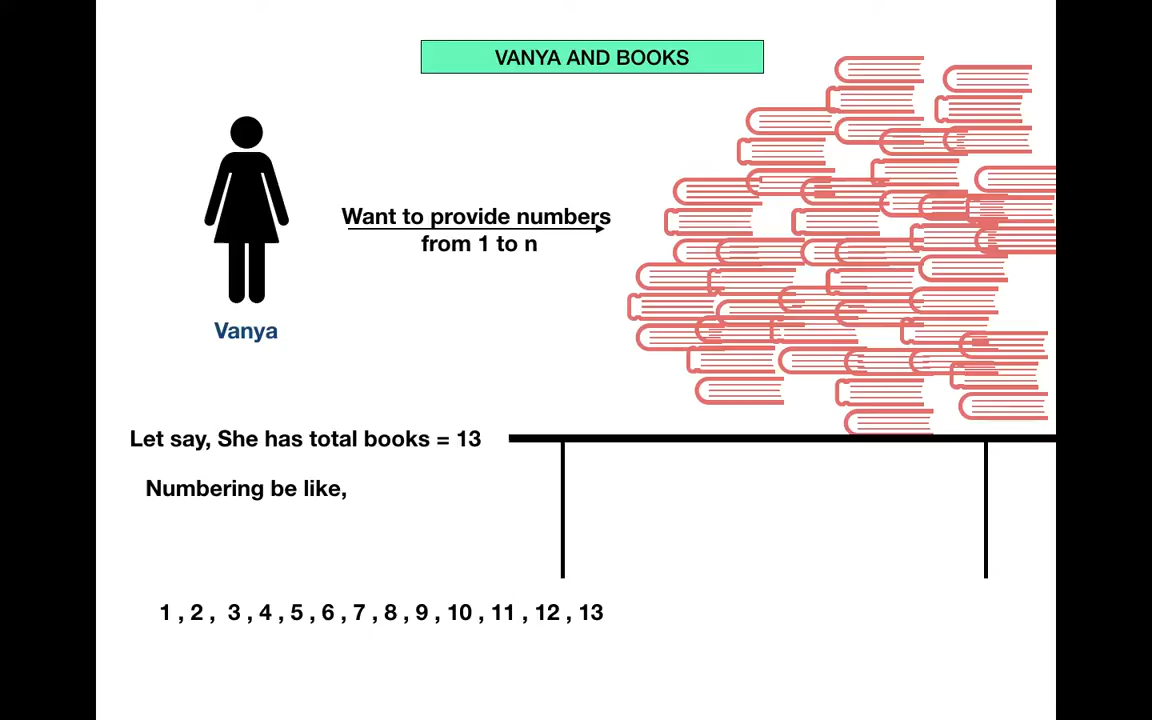 VANYA AND BOOKS
Want to provide numbers
from 1 to n
Vanya
Let say, She has total books = 13
Numbering be like,
1 , 2 ,  3 , 4 , 5 , 6 , 7 , 8 , 9 , 10 , 11 , 12 , 13